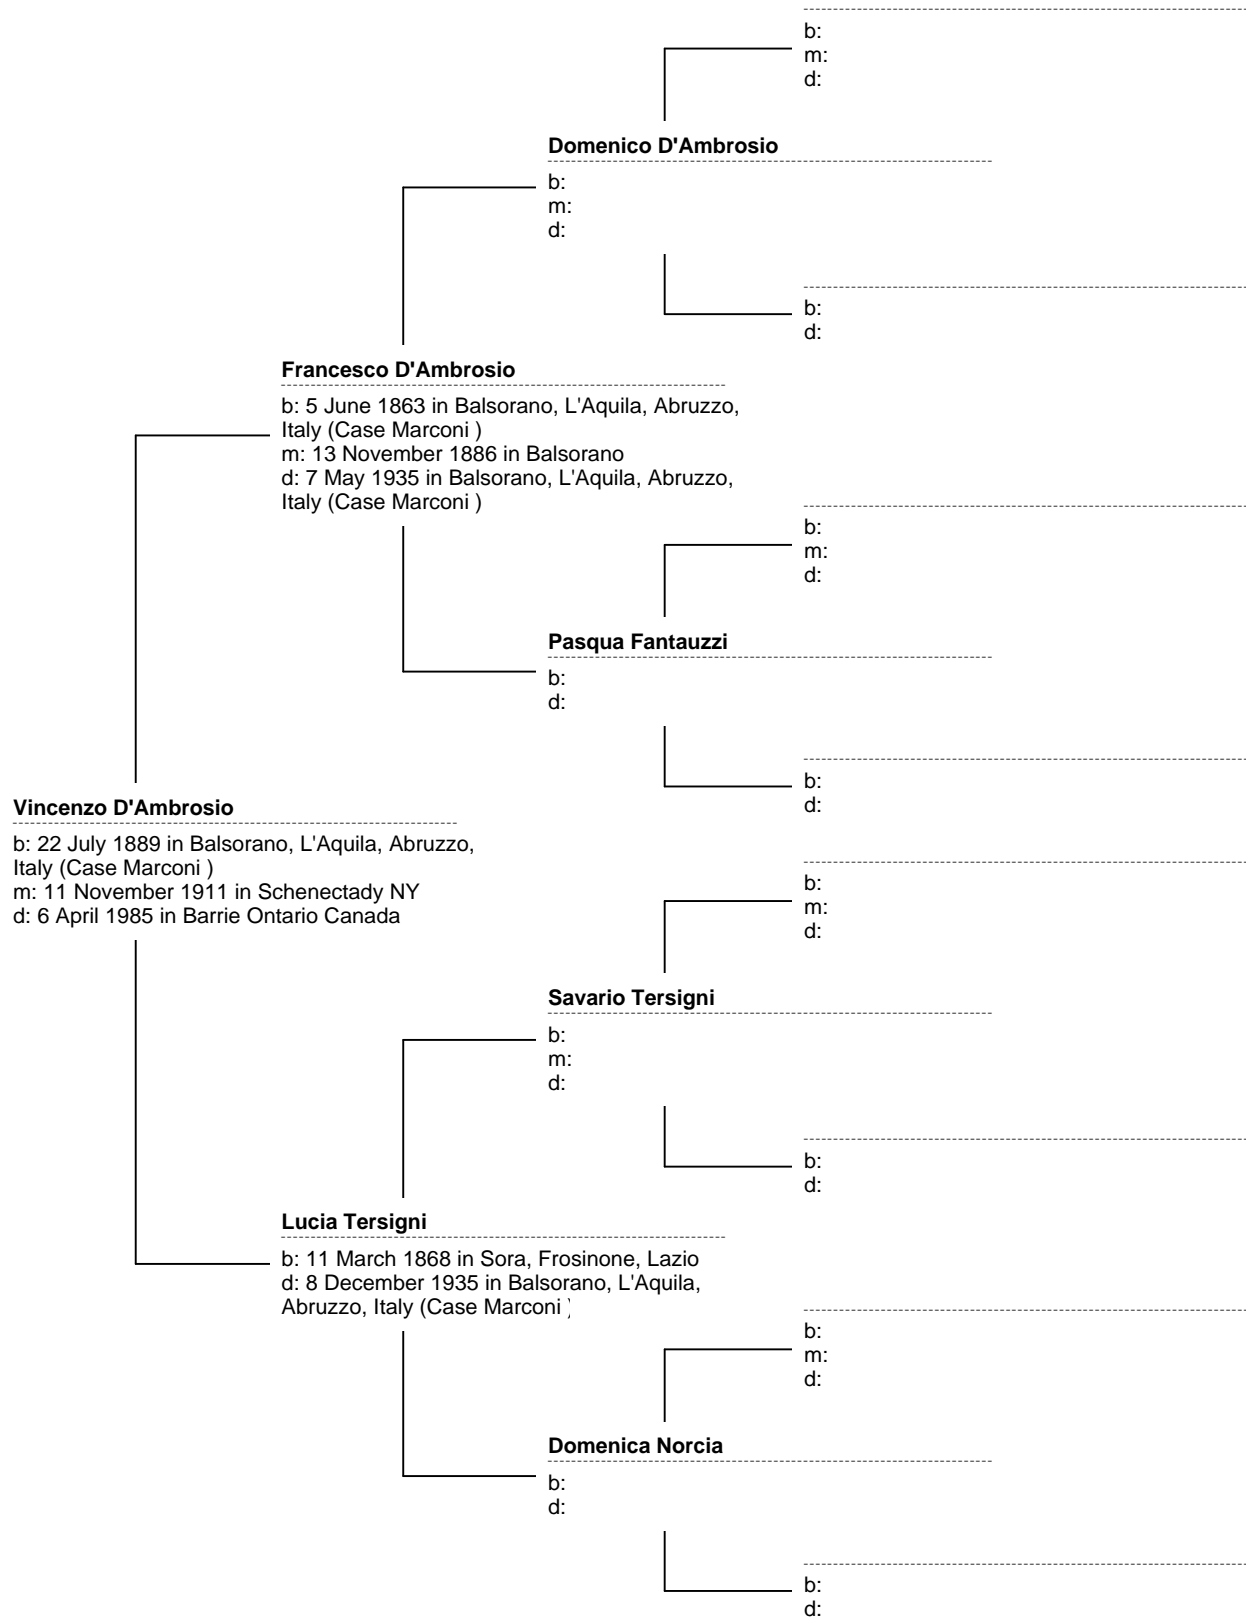 b:
m:
d:
Domenico D'Ambrosio
b:
m:
d:
b:
d:
Francesco D'Ambrosio
b: 5 June 1863 in Balsorano, L'Aquila, Abruzzo,
Italy (Case Marconi )
m: 13 November 1886 in Balsorano
d: 7 May 1935 in Balsorano, L'Aquila, Abruzzo,
Italy (Case Marconi )
b:
m:
d:
Pasqua Fantauzzi
b:
d:
b:
d:
Vincenzo D'Ambrosio
b: 22 July 1889 in Balsorano, L'Aquila, Abruzzo,
Italy (Case Marconi )
m: 11 November 1911 in Schenectady NY
d: 6 April 1985 in Barrie Ontario Canada
b:
m:
d:
Savario Tersigni
b:
m:
d:
b:
d:
Lucia Tersigni
b: 11 March 1868 in Sora, Frosinone, Lazio
d: 8 December 1935 in Balsorano, L'Aquila,
Abruzzo, Italy (Case Marconi )
b:
m:
d:
Domenica Norcia
b:
d:
b:
d: